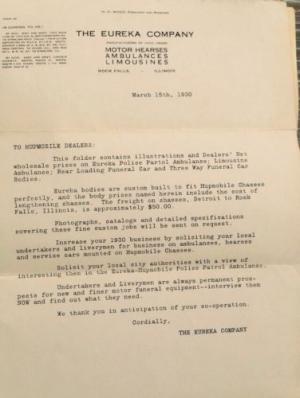 THE EUREKA COMPANY
MOTOR HEARSES
AMBULANCES
LIMOUSINES
ROCK FALLS - ILLINOIS
March 15th, 1930
TO HUPMOBILE DEALERS:
This folder contains illustrations and Dealers' Net
wholesale prices on Eureka Police Partol Ambulance; Limousine
Ambulance; Rear Loading Funeral Car and Three Way Funeral Car
Bodies.
Eureka bodies are custom built to fit Hupmobile Chasses
perfectly, and the body prices named herein include the cost of
lengthening chasses. The freight on chasses, Detroit to Rock
Falls, Illinois, is approximately $50.00.
Photographs, catalogs and detailed specifications
covering these fine custom jobs will be sent on request.
Increase your 1930 business by soliciting your local
undertakers and liverymen for business on ambulances, hearses
and service cars mounted on Hupmobile Chasses.
Solicit your local city authorities with a view of
interesting them in the Eureka-Hupmobile Police Patrol Ambulance.
Undertakers and Liverymen are always permanent pros-
pects for new and finer motor funeral equipment--interview them
NOW and find out what they need.
We thank you in anticipation of your co-operation.
Cordially,
THE EUREKA COMPANY